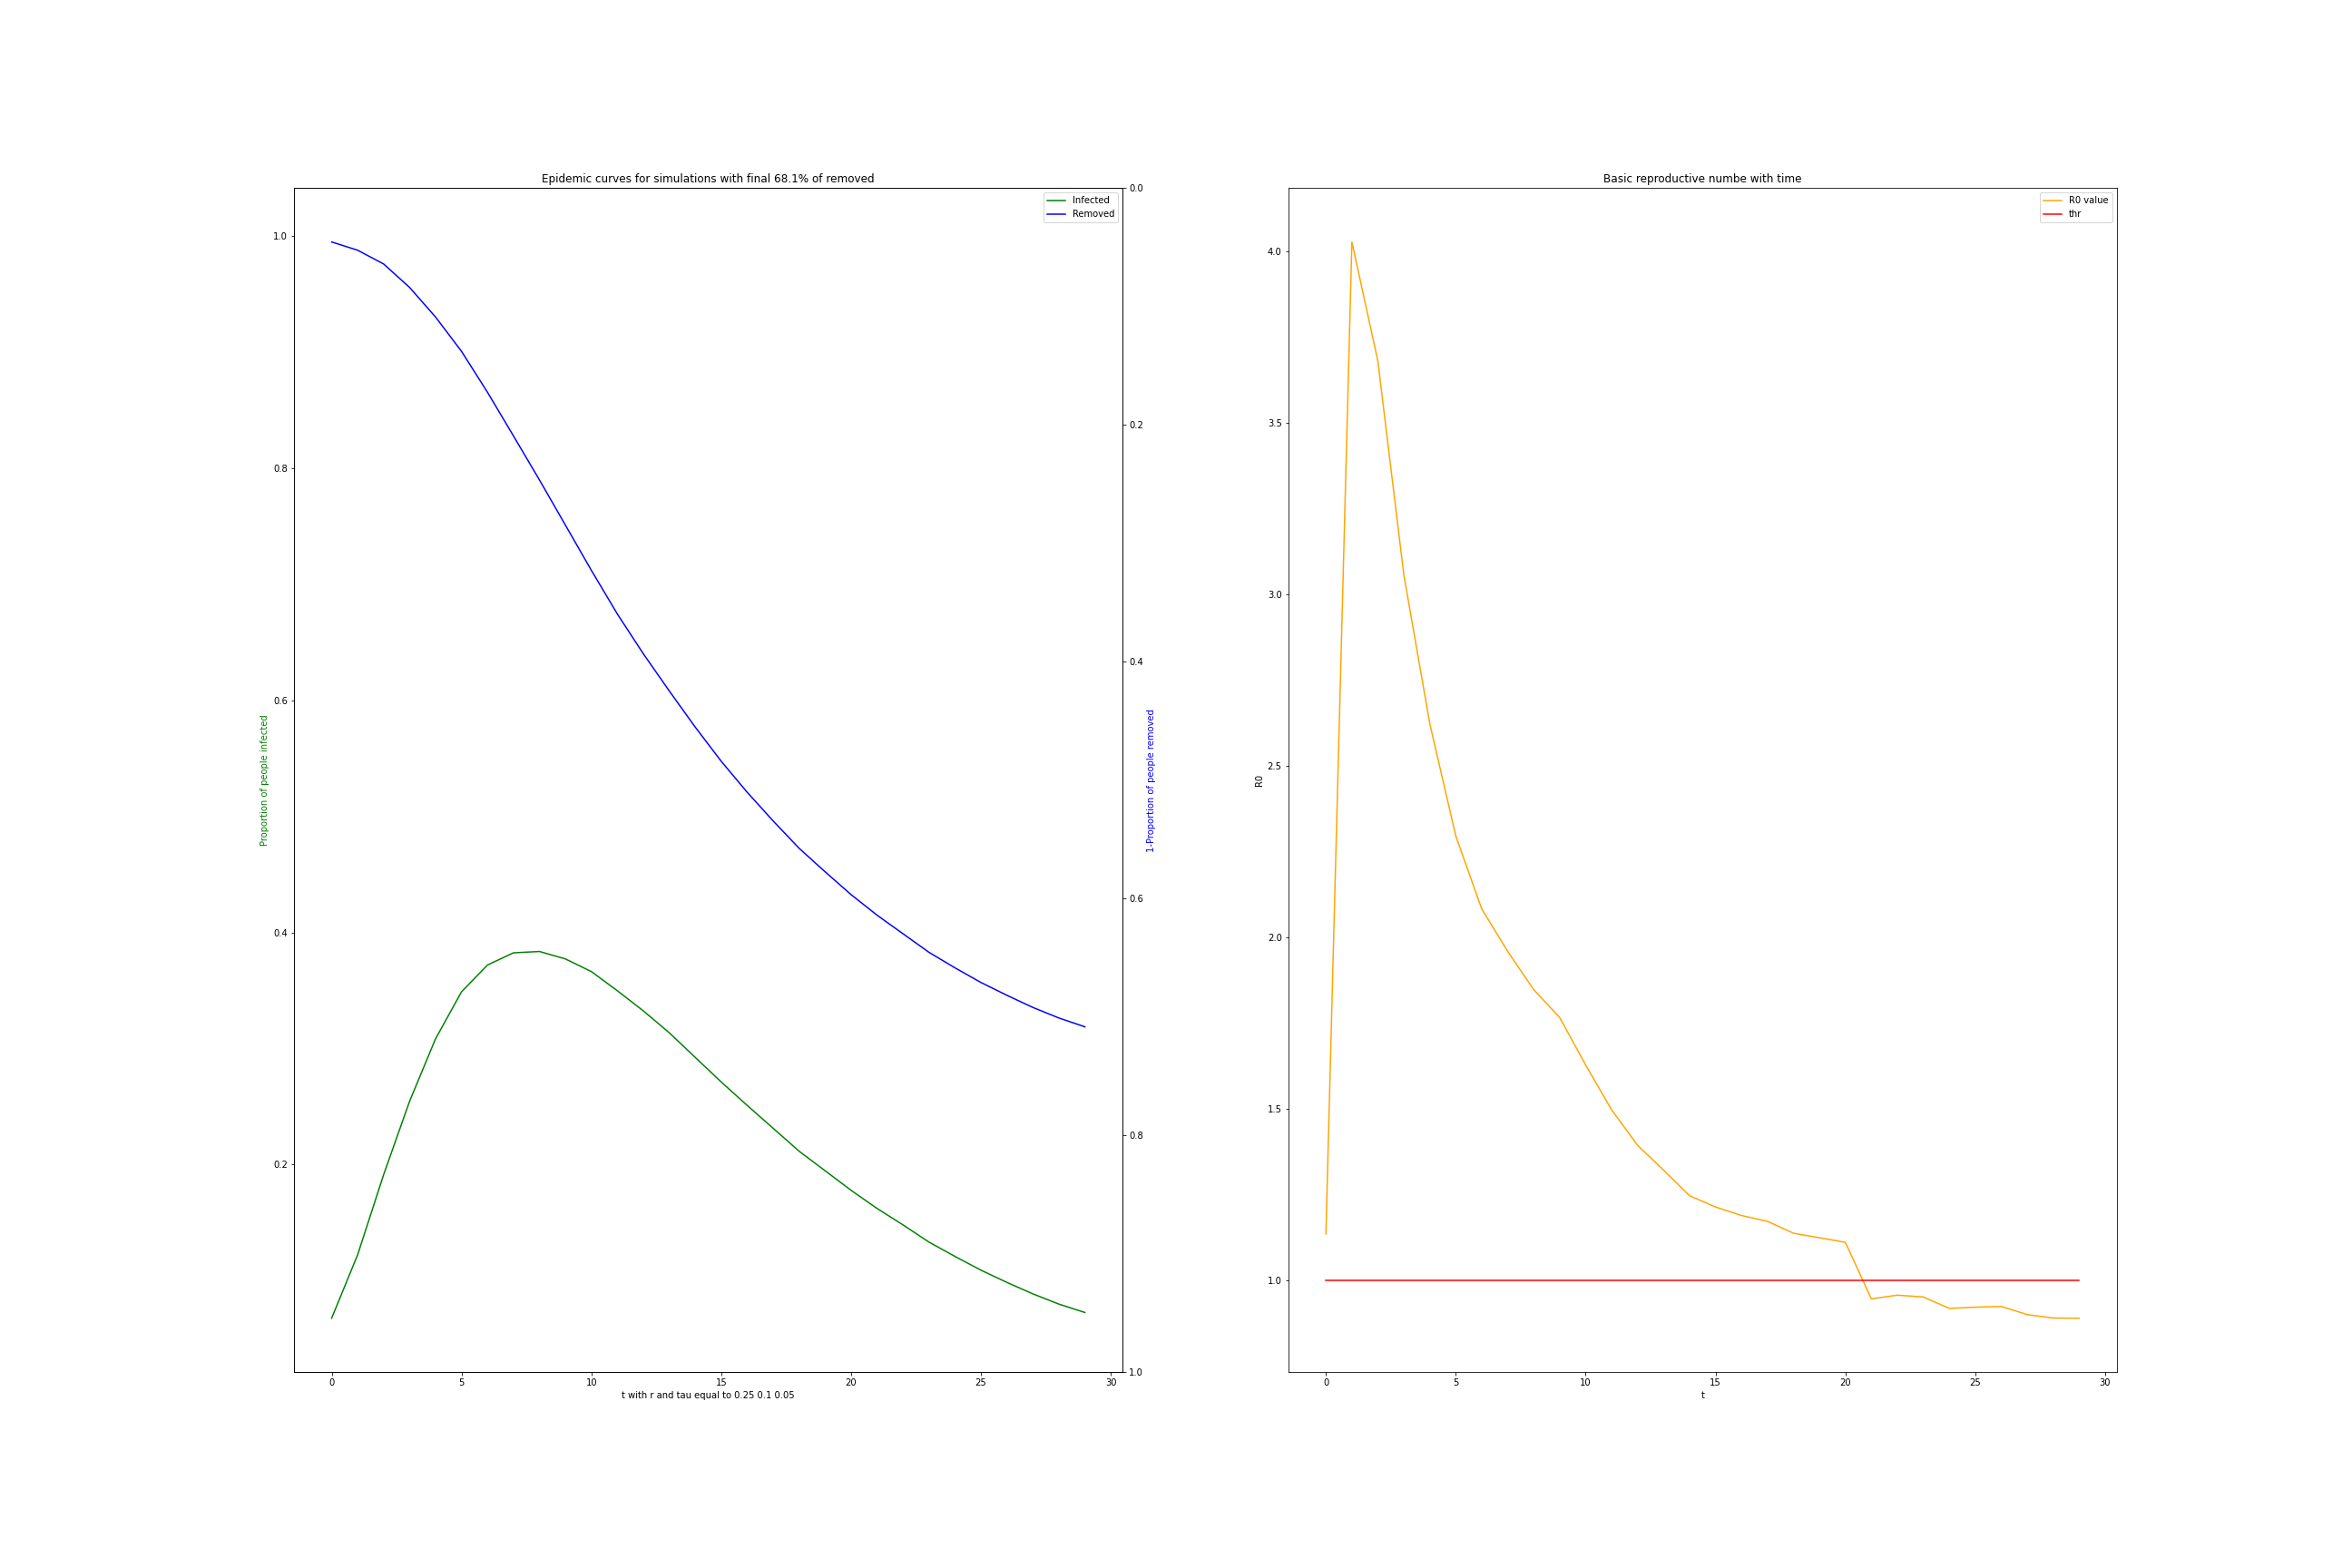 Epidemic curves for simulations with final 68.1% of removed
Infected
Removed
1.0
0.8
0.6
0.4
0.2
Proportion of people infected
0.0
0.2
0.4
0.6
0.8
1.0
1-Proportion of people removed
0 5 10 15 20 25 30
t with r and tau equal to 0.25 0.1 0.05
Basic reproductive numbe with time
R0 value
thr
4.0
3.5
3.0
2.5
2.0
1.5
1.0
R0
0 5 10 15 20 25 30
t